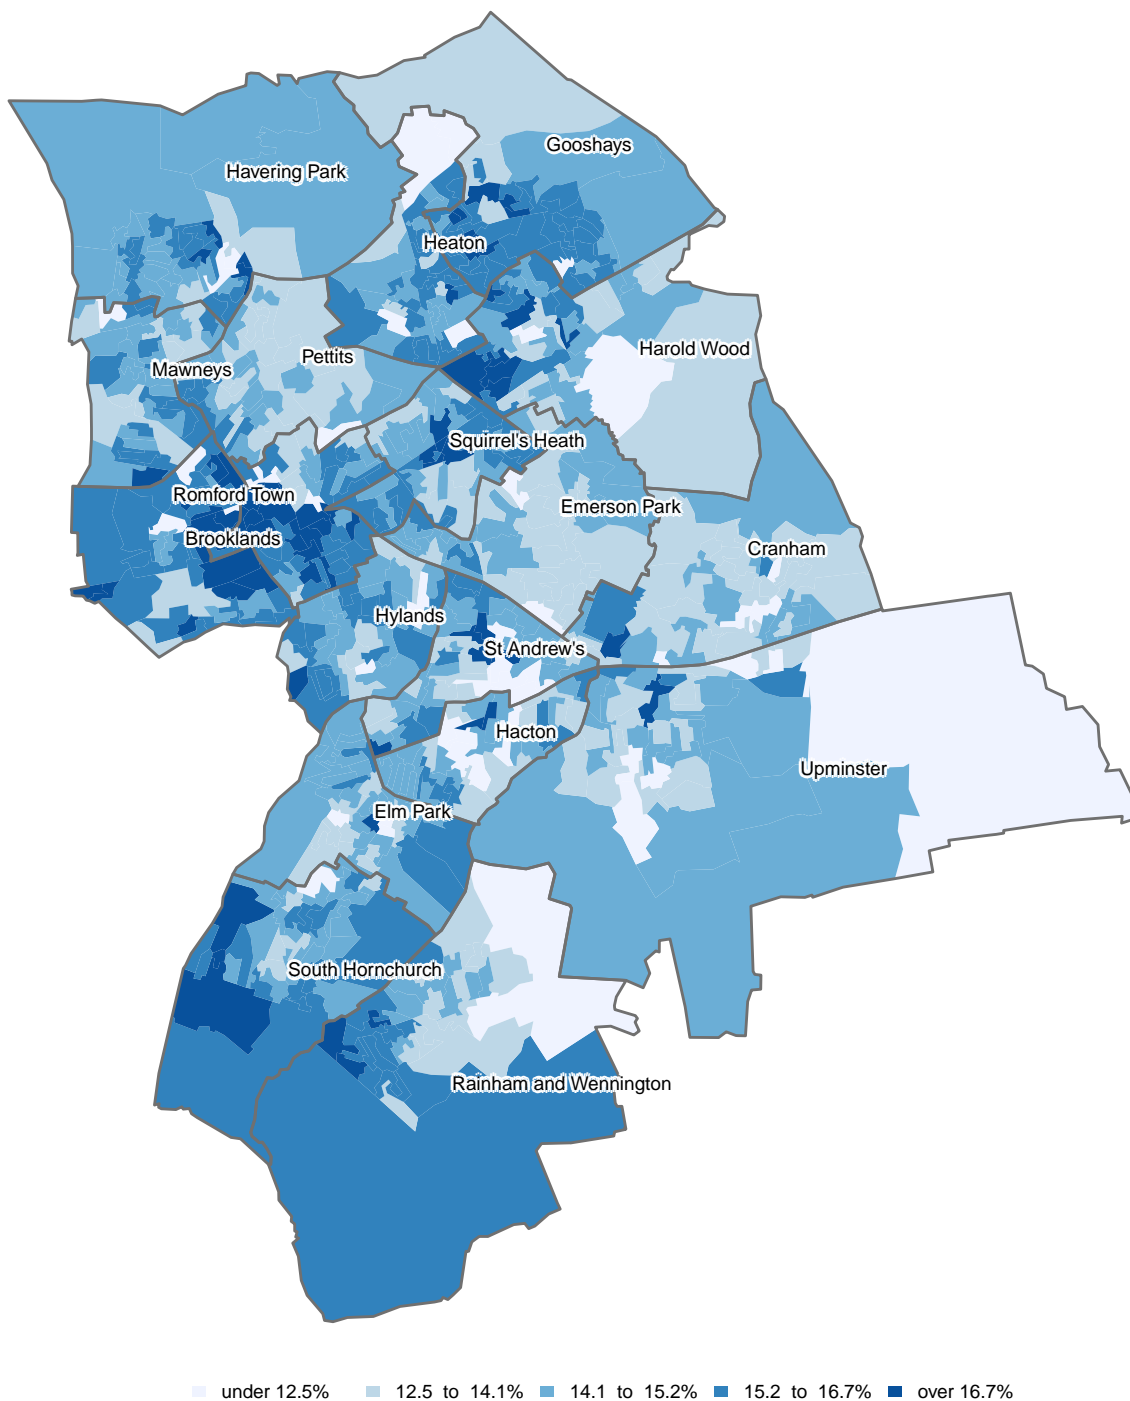 Gooshays
Havering Park
Heaton
Harold Wood
Pettits
Mawneys
Squirrel's Heath
Romford Town
Emerson Park
Brooklands
Cranham
Hylands
St Andrew's
Hacton
Upminster
Elm Park
South Hornchurch
Rainham and Wennington
under 12.5% 12.5 to 14.1% 14.1 to 15.2% 15.2 to 16.7% over 16.7%